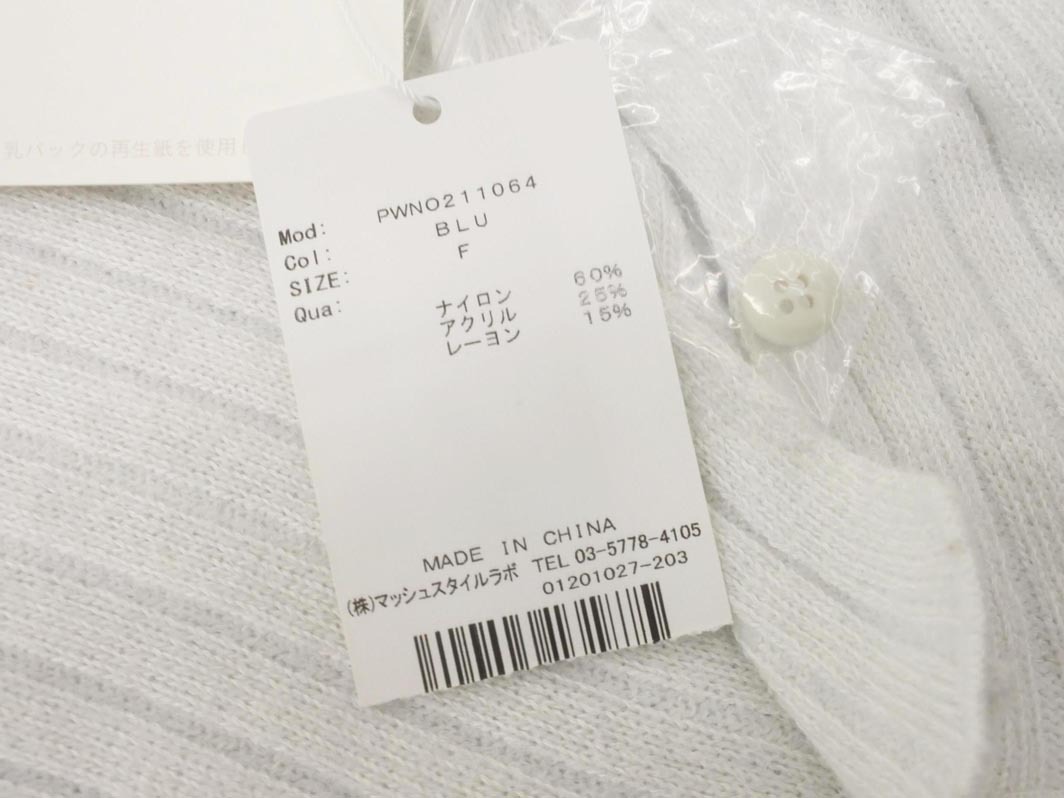 乳パックの再生紙を使用し
Mod: PWNO211064
Col: BLU
SIZE: F
Qua: ナイロン 60%
アクリル 25%
レーヨン 15%
MADE IN CHINA
(株)マッシュスタイルラボ TEL 03-5778-4105
01201027-203